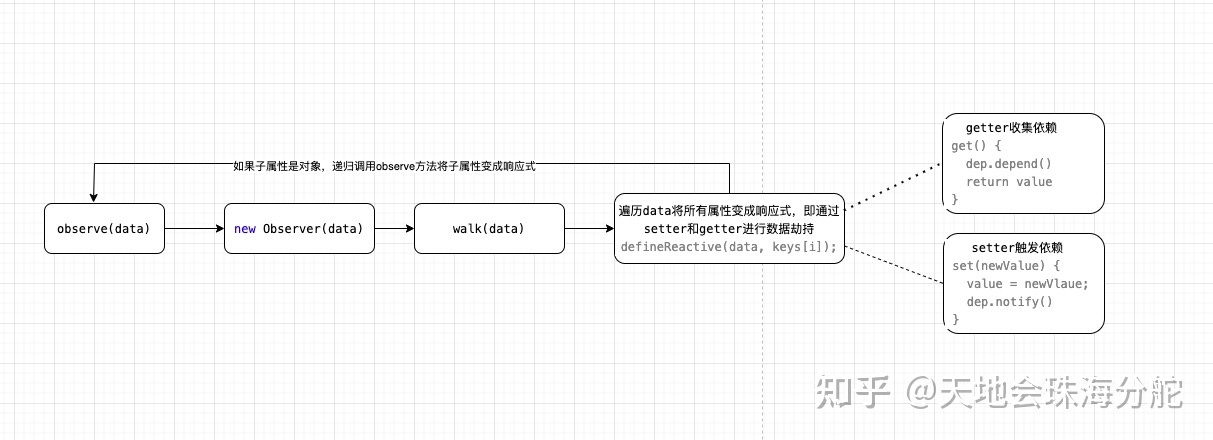 如果子属性是对象，递归调用observe方法将子属性变成响应式
observe(data)
new Observer(data)
walk(data)
遍历data将所有属性变成响应式，即通过
setter和getter进行数据劫持
defineReactive(data, keys[i]);
getter收集依赖
get() {
dep.depend()
return value
}
setter触发依赖
set(newValue) {
value = newVlaue;
dep.notify()
}
知乎 @天地会珠海分舵